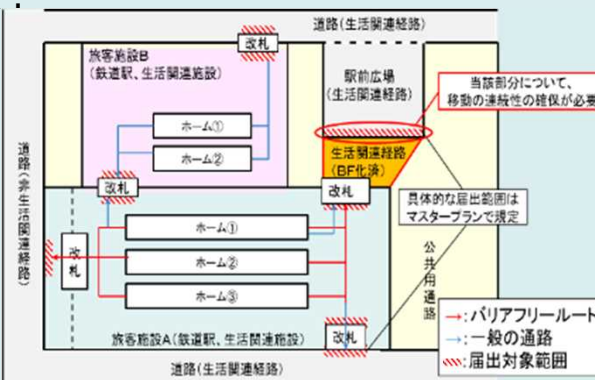 道路(生活関連経路)
改札
旅客施設B
(鉄道駅、生活関連施設)
駅前広場
(生活関連経路)
当該部分について、
移動の連続性の確保が必要
ホーム①
ホーム②
生活関連経路
(BF化済)
道路(非生活関連経路)
改札
改札
具体的な届出範囲は
マスタープランで規定
ホーム①
改札
ホーム②
ホーム③
公共用通路
旅客施設A(鉄道駅、生活関連施設)
改札
道路(生活関連経路)
→:バリアフリールート
→:一般の通路
:届出対象範囲